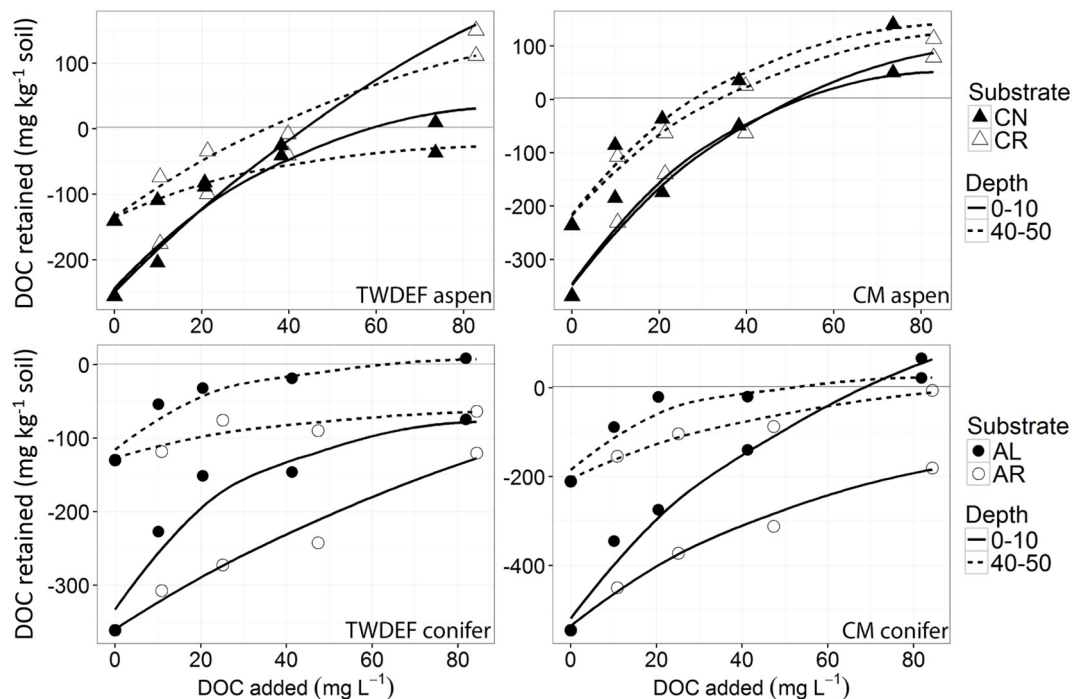 DOC retained (mg kg⁻¹ soil)
100
0
-100
-200
0 20 40 60 80
TWDEF aspen
100
0
-100
-200
-300
0 20 40 60 80
CM aspen
Substrate
CN
CR
Depth
0-10
40-50
DOC retained (mg kg⁻¹ soil)
0
-100
-200
-300
0 20 40 60 80
TWDEF conifer
DOC added (mg L⁻¹)
0
-200
-400
0 20 40 60 80
CM conifer
DOC added (mg L⁻¹)
Substrate
AL
AR
Depth
0-10
40-50